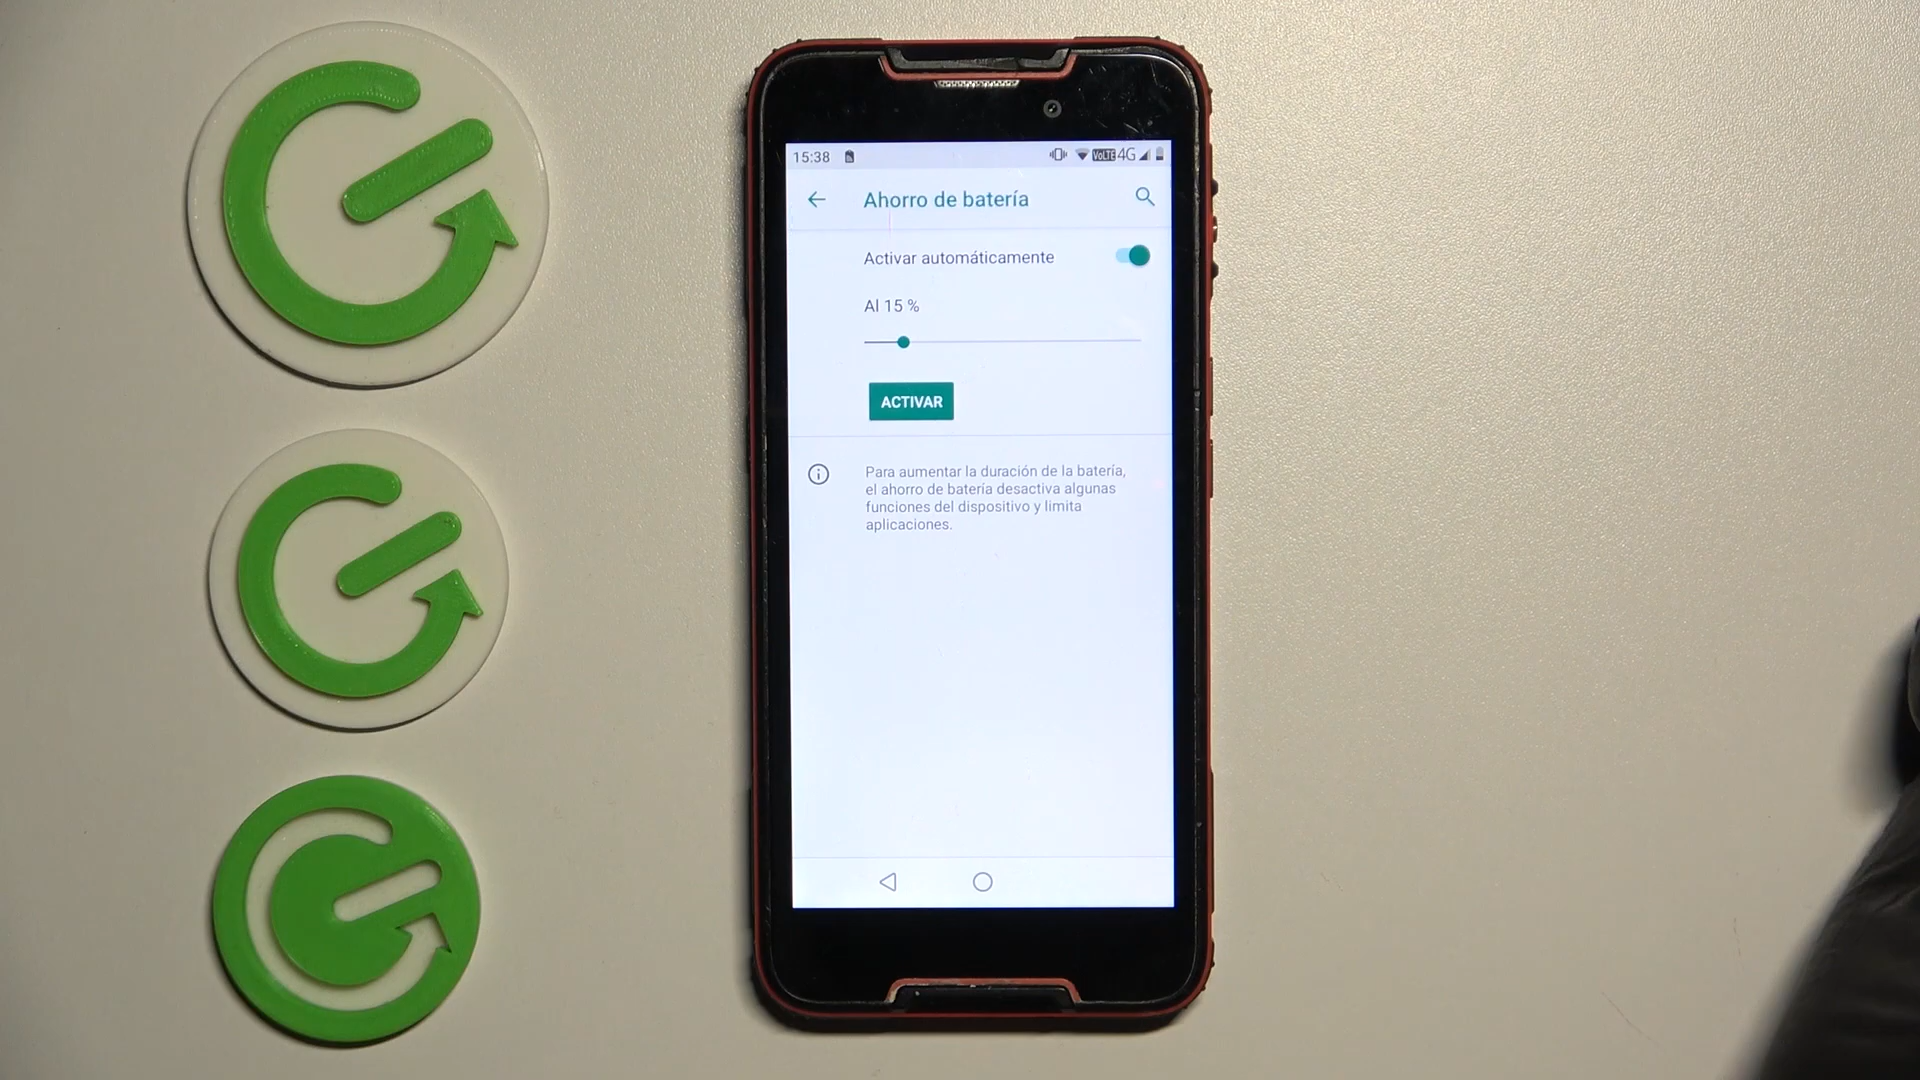 15:38
VoLTE 4G
Ahorro de batería
Activar automáticamente
Al 15 %
ACTIVAR
Para aumentar la duración de la batería,
el ahorro de batería desactiva algunas
funciones del dispositivo y limita
aplicaciones.